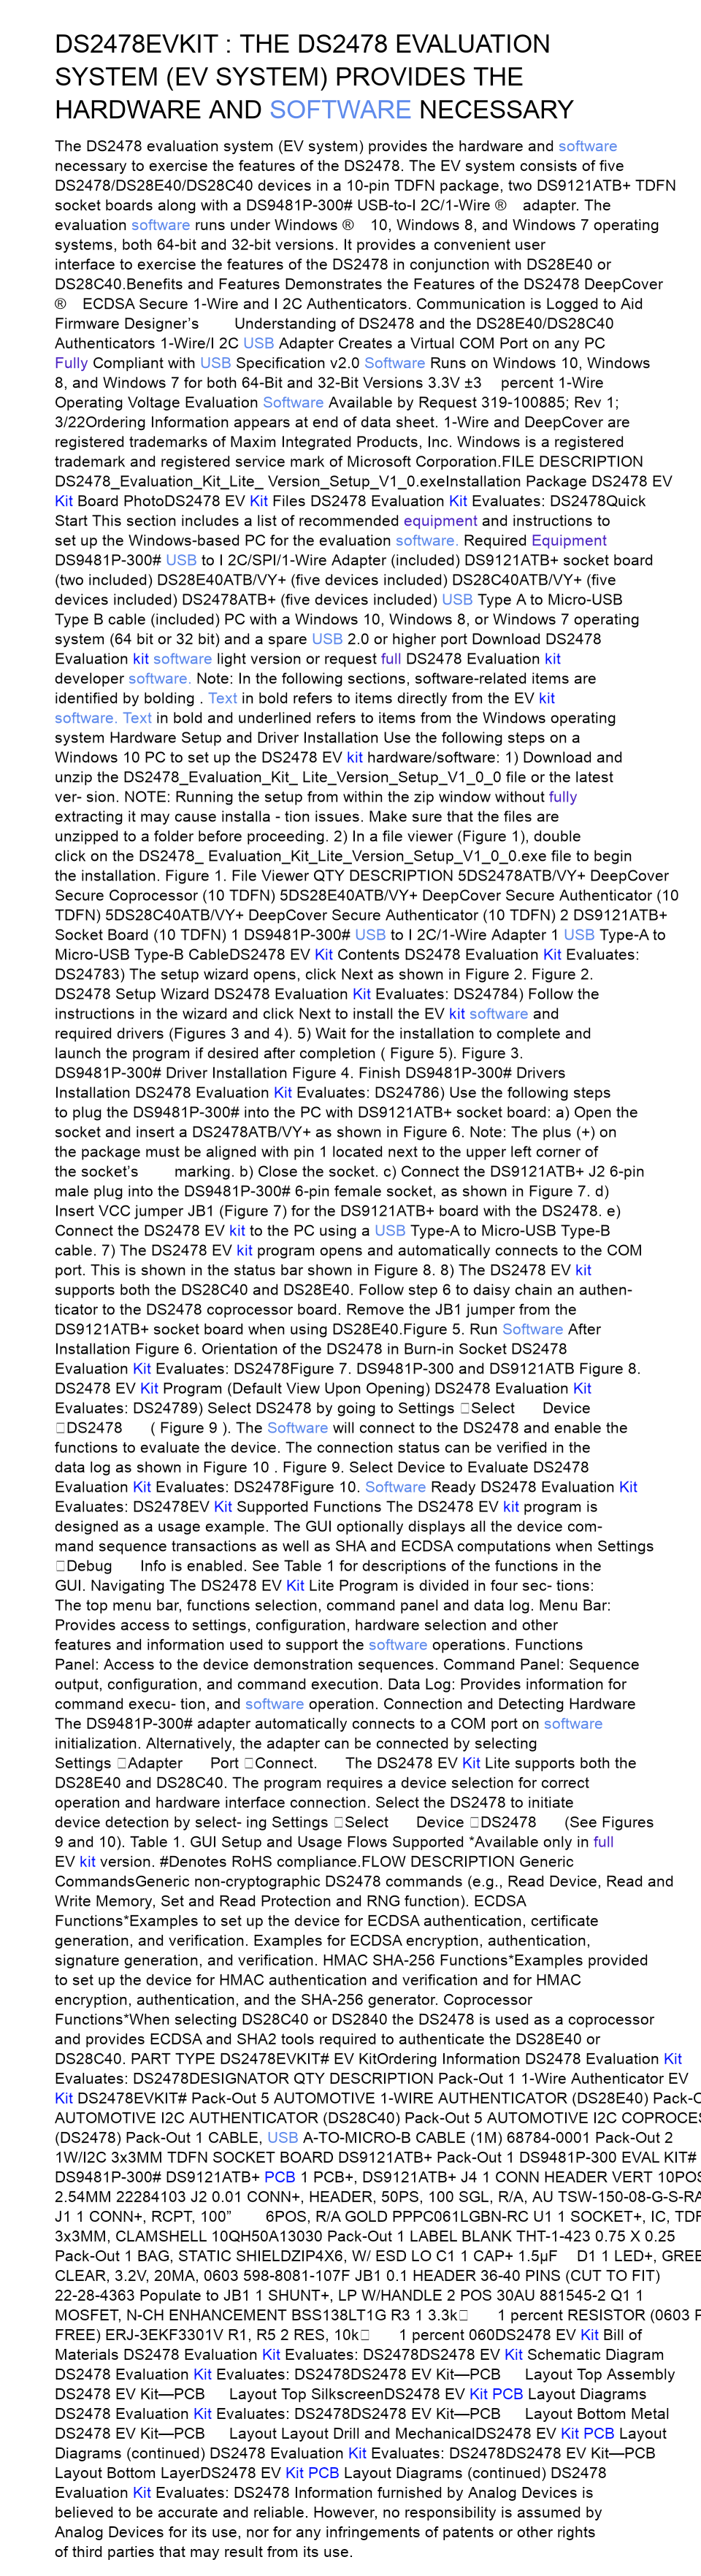 DS2478EVKIT : THE DS2478 EVALUATION
SYSTEM (EV SYSTEM) PROVIDES THE
HARDWARE AND SOFTWARE NECESSARY
The DS2478 evaluation system (EV system) provides the hardware and software
necessary to exercise the features of the DS2478. The EV system consists of five
DS2478/DS28E40/DS28C40 devices in a 10-pin TDFN package, two DS9121ATB+ TDFN
socket boards along with a DS9481P-300# USB-to-I 2C/1-Wire ® adapter. The
evaluation software runs under Windows ® 10, Windows 8, and Windows 7 operating
systems, both 64-bit and 32-bit versions. It provides a convenient user
interface to exercise the features of the DS2478 in conjunction with DS28E40 or
DS28C40.Benefits and Features Demonstrates the Features of the DS2478 DeepCover
® ECDSA Secure 1-Wire and I 2C Authenticators. Communication is Logged to Aid
Firmware Designer’s Understanding of DS2478 and the DS28E40/DS28C40
Authenticators 1-Wire/I 2C USB Adapter Creates a Virtual COM Port on any PC
Fully Compliant with USB Specification v2.0 Software Runs on Windows 10, Windows
8, and Windows 7 for both 64-Bit and 32-Bit Versions 3.3V ±3 percent 1-Wire
Operating Voltage Evaluation Software Available by Request 319-100885; Rev 1;
3/22Ordering Information appears at end of data sheet. 1-Wire and DeepCover are
registered trademarks of Maxim Integrated Products, Inc. Windows is a registered
trademark and registered service mark of Microsoft Corporation.FILE DESCRIPTION
DS2478_Evaluation_Kit_Lite_ Version_Setup_V1_0.exeInstallation Package DS2478 EV
Kit Board PhotoDS2478 EV Kit Files DS2478 Evaluation Kit Evaluates: DS2478Quick
Start This section includes a list of recommended equipment and instructions to
set up the Windows-based PC for the evaluation software. Required Equipment
DS9481P-300# USB to I 2C/SPI/1-Wire Adapter (included) DS9121ATB+ socket board
(two included) DS28E40ATB/VY+ (five devices included) DS28C40ATB/VY+ (five
devices included) DS2478ATB+ (five devices included) USB Type A to Micro-USB
Type B cable (included) PC with a Windows 10, Windows 8, or Windows 7 operating
system (64 bit or 32 bit) and a spare USB 2.0 or higher port Download DS2478
Evaluation kit software light version or request full DS2478 Evaluation kit
developer software. Note: In the following sections, software-related items are
identified by bolding . Text in bold refers to items directly from the EV kit
software. Text in bold and underlined refers to items from the Windows operating
system Hardware Setup and Driver Installation Use the following steps on a
Windows 10 PC to set up the DS2478 EV kit hardware/software: 1) Download and
unzip the DS2478_Evaluation_Kit_ Lite_Version_Setup_V1_0_0 file or the latest
ver- sion. NOTE: Running the setup from within the zip window without fully
extracting it may cause installa - tion issues. Make sure that the files are
unzipped to a folder before proceeding. 2) In a file viewer (Figure 1), double
click on the DS2478_ Evaluation_Kit_Lite_Version_Setup_V1_0_0.exe file to begin
the installation. Figure 1. File Viewer QTY DESCRIPTION 5DS2478ATB/VY+ DeepCover
Secure Coprocessor (10 TDFN) 5DS28E40ATB/VY+ DeepCover Secure Authenticator (10
TDFN) 5DS28C40ATB/VY+ DeepCover Secure Authenticator (10 TDFN) 2 DS9121ATB+
Socket Board (10 TDFN) 1 DS9481P-300# USB to I 2C/1-Wire Adapter 1 USB Type-A to
Micro-USB Type-B CableDS2478 EV Kit Contents DS2478 Evaluation Kit Evaluates:
DS24783) The setup wizard opens, click Next as shown in Figure 2. Figure 2.
DS2478 Setup Wizard DS2478 Evaluation Kit Evaluates: DS24784) Follow the
instructions in the wizard and click Next to install the EV kit software and
required drivers (Figures 3 and 4). 5) Wait for the installation to complete and
launch the program if desired after completion ( Figure 5). Figure 3.
DS9481P-300# Driver Installation Figure 4. Finish DS9481P-300# Drivers
Installation DS2478 Evaluation Kit Evaluates: DS24786) Use the following steps
to plug the DS9481P-300# into the PC with DS9121ATB+ socket board: a) Open the
socket and insert a DS2478ATB/VY+ as shown in Figure 6. Note: The plus (+) on
the package must be aligned with pin 1 located next to the upper left corner of
the socket’s marking. b) Close the socket. c) Connect the DS9121ATB+ J2 6-pin
male plug into the DS9481P-300# 6-pin female socket, as shown in Figure 7. d)
Insert VCC jumper JB1 (Figure 7) for the DS9121ATB+ board with the DS2478. e)
Connect the DS2478 EV kit to the PC using a USB Type-A to Micro-USB Type-B
cable. 7) The DS2478 EV kit program opens and automatically connects to the COM
port. This is shown in the status bar shown in Figure 8. 8) The DS2478 EV kit
supports both the DS28C40 and DS28E40. Follow step 6 to daisy chain an authen-
ticator to the DS2478 coprocessor board. Remove the JB1 jumper from the
DS9121ATB+ socket board when using DS28E40.Figure 5. Run Software After
Installation Figure 6. Orientation of the DS2478 in Burn-in Socket DS2478
Evaluation Kit Evaluates: DS2478Figure 7. DS9481P-300 and DS9121ATB Figure 8.
DS2478 EV Kit Program (Default View Upon Opening) DS2478 Evaluation Kit
Evaluates: DS24789) Select DS2478 by going to Settings Select Device
DS2478 ( Figure 9 ). The Software will connect to the DS2478 and enable the
functions to evaluate the device. The connection status can be verified in the
data log as shown in Figure 10 . Figure 9. Select Device to Evaluate DS2478
Evaluation Kit Evaluates: DS2478Figure 10. Software Ready DS2478 Evaluation Kit
Evaluates: DS2478EV Kit Supported Functions The DS2478 EV kit program is
designed as a usage example. The GUI optionally displays all the device com-
mand sequence transactions as well as SHA and ECDSA computations when Settings
Debug Info is enabled. See Table 1 for descriptions of the functions in the
GUI. Navigating The DS2478 EV Kit Lite Program is divided in four sec- tions:
The top menu bar, functions selection, command panel and data log. Menu Bar:
Provides access to settings, configuration, hardware selection and other
features and information used to support the software operations. Functions
Panel: Access to the device demonstration sequences. Command Panel: Sequence
output, configuration, and command execution. Data Log: Provides information for
command execu- tion, and software operation. Connection and Detecting Hardware
The DS9481P-300# adapter automatically connects to a COM port on software
initialization. Alternatively, the adapter can be connected by selecting
Settings Adapter Port Connect. The DS2478 EV Kit Lite supports both the
DS28E40 and DS28C40. The program requires a device selection for correct
operation and hardware interface connection. Select the DS2478 to initiate
device detection by select- ing Settings Select Device DS2478 (See Figures
9 and 10). Table 1. GUI Setup and Usage Flows Supported *Available only in full
EV kit version. #Denotes RoHS compliance.FLOW DESCRIPTION Generic
CommandsGeneric non-cryptographic DS2478 commands (e.g., Read Device, Read and
Write Memory, Set and Read Protection and RNG function). ECDSA
Functions*Examples to set up the device for ECDSA authentication, certificate
generation, and verification. Examples for ECDSA encryption, authentication,
signature generation, and verification. HMAC SHA-256 Functions*Examples provided
to set up the device for HMAC authentication and verification and for HMAC
encryption, authentication, and the SHA-256 generator. Coprocessor
Functions*When selecting DS28C40 or DS2840 the DS2478 is used as a coprocessor
and provides ECDSA and SHA2 tools required to authenticate the DS28E40 or
DS28C40. PART TYPE DS2478EVKIT# EV KitOrdering Information DS2478 Evaluation Kit
Evaluates: DS2478DESIGNATOR QTY DESCRIPTION Pack-Out 1 1-Wire Authenticator EV
Kit DS2478EVKIT# Pack-Out 5 AUTOMOTIVE 1-WIRE AUTHENTICATOR (DS28E40) Pack-O
AUTOMOTIVE I2C AUTHENTICATOR (DS28C40) Pack-Out 5 AUTOMOTIVE I2C COPROCES
(DS2478) Pack-Out 1 CABLE, USB A-TO-MICRO-B CABLE (1M) 68784-0001 Pack-Out 2
1W/I2C 3x3MM TDFN SOCKET BOARD DS9121ATB+ Pack-Out 1 DS9481P-300 EVAL KIT#
DS9481P-300# DS9121ATB+ PCB 1 PCB+, DS9121ATB+ J4 1 CONN HEADER VERT 10POS
2.54MM 22284103 J2 0.01 CONN+, HEADER, 50PS, 100 SGL, R/A, AU TSW-150-08-G-S-RA
J1 1 CONN+, RCPT, 100” 6POS, R/A GOLD PPPC061LGBN-RC U1 1 SOCKET+, IC, TDF
3x3MM, CLAMSHELL 10QH50A13030 Pack-Out 1 LABEL BLANK THT-1-423 0.75 X 0.25
Pack-Out 1 BAG, STATIC SHIELDZIP4X6, W/ ESD LO C1 1 CAP+ 1.5µF D1 1 LED+, GREE
CLEAR, 3.2V, 20MA, 0603 598-8081-107F JB1 0.1 HEADER 36-40 PINS (CUT TO FIT)
22-28-4363 Populate to JB1 1 SHUNT+, LP W/HANDLE 2 POS 30AU 881545-2 Q1 1
MOSFET, N-CH ENHANCEMENT BSS138LT1G R3 1 3.3k 1 percent RESISTOR (0603 P
FREE) ERJ-3EKF3301V R1, R5 2 RES, 10k 1 percent 060DS2478 EV Kit Bill of
Materials DS2478 Evaluation Kit Evaluates: DS2478DS2478 EV Kit Schematic Diagram
DS2478 Evaluation Kit Evaluates: DS2478DS2478 EV Kit—PCB Layout Top Assembly
DS2478 EV Kit—PCB Layout Top SilkscreenDS2478 EV Kit PCB Layout Diagrams
DS2478 Evaluation Kit Evaluates: DS2478DS2478 EV Kit—PCB Layout Bottom Metal
DS2478 EV Kit—PCB Layout Layout Drill and MechanicalDS2478 EV Kit PCB Layout
Diagrams (continued) DS2478 Evaluation Kit Evaluates: DS2478DS2478 EV Kit—PCB
Layout Bottom LayerDS2478 EV Kit PCB Layout Diagrams (continued) DS2478
Evaluation Kit Evaluates: DS2478 Information furnished by Analog Devices is
believed to be accurate and reliable. However, no responsibility is assumed by
Analog Devices for its use, nor for any infringements of patents or other rights
of third parties that may result from its use.